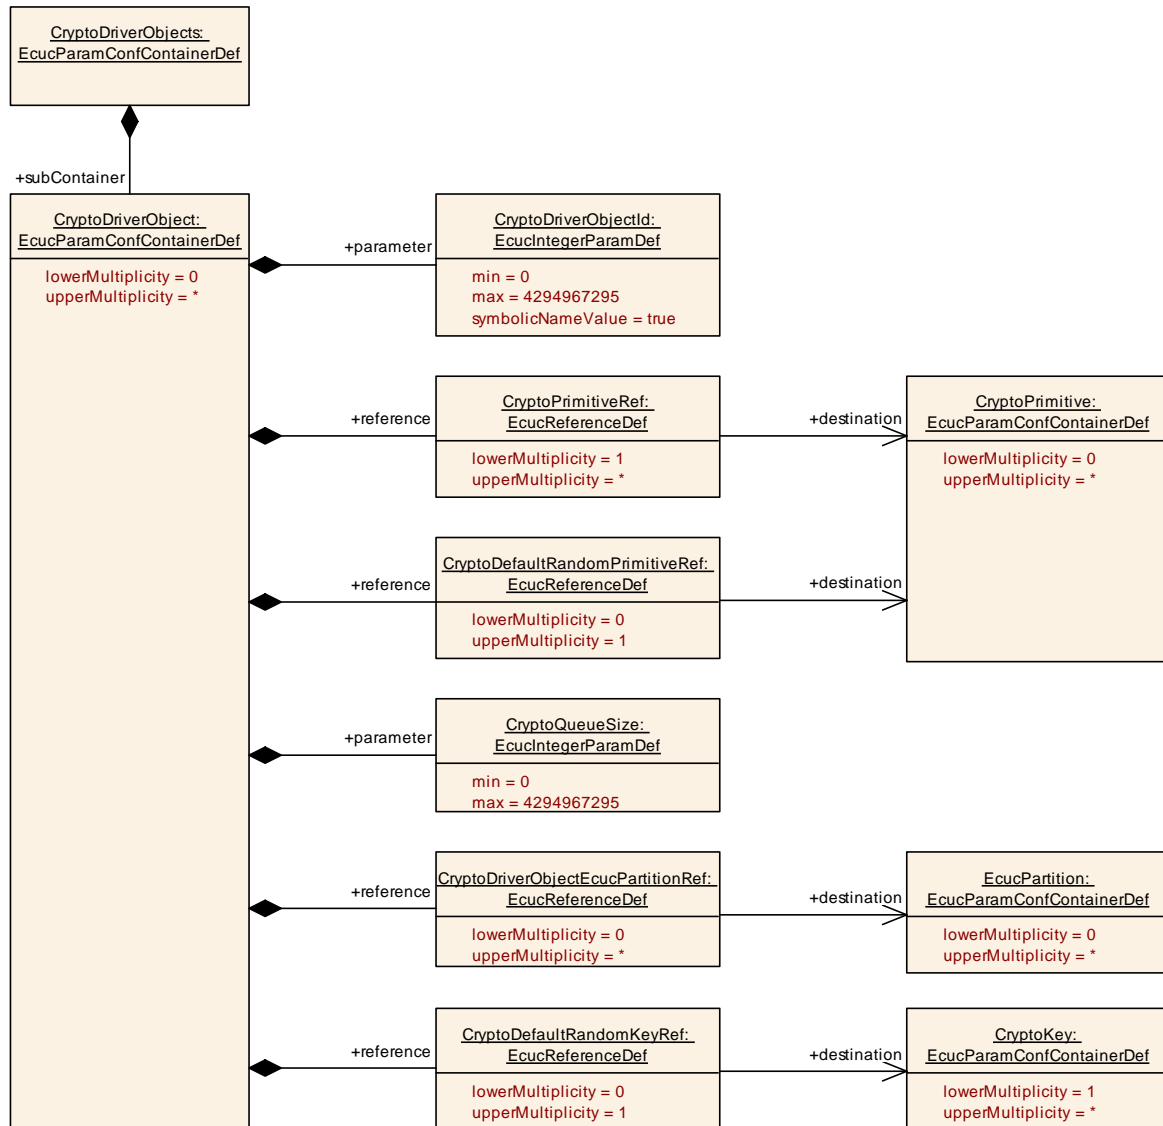 CryptoDriverObjects:
EcucParamConfContainerDef
+subContainer
CryptoDriverObject:
EcucParamConfContainerDef
lowerMultiplicity = 0
upperMultiplicity = *
+parameter
CryptoDriverObjectId:
EcucIntegerParamDef
min = 0
max = 4294967295
symbolicNameValue = true
+reference
CryptoPrimitiveRef:
EcucReferenceDef
lowerMultiplicity = 1
upperMultiplicity = *
+destination
CryptoPrimitive:
EcucParamConfContainerDef
lowerMultiplicity = 0
upperMultiplicity = *
+reference
CryptoDefaultRandomPrimitiveRef:
EcucReferenceDef
lowerMultiplicity = 0
upperMultiplicity = 1
+destination
+parameter
CryptoQueueSize:
EcucIntegerParamDef
min = 0
max = 4294967295
+reference
CryptoDriverObjectEcucPartitionRef:
EcucReferenceDef
lowerMultiplicity = 0
upperMultiplicity = *
+destination
EcucPartition:
EcucParamConfContainerDef
lowerMultiplicity = 0
upperMultiplicity = *
+reference
CryptoDefaultRandomKeyRef:
EcucReferenceDef
lowerMultiplicity = 0
upperMultiplicity = 1
+destination
CryptoKey:
EcucParamConfContainerDef
lowerMultiplicity = 1
upperMultiplicity = *